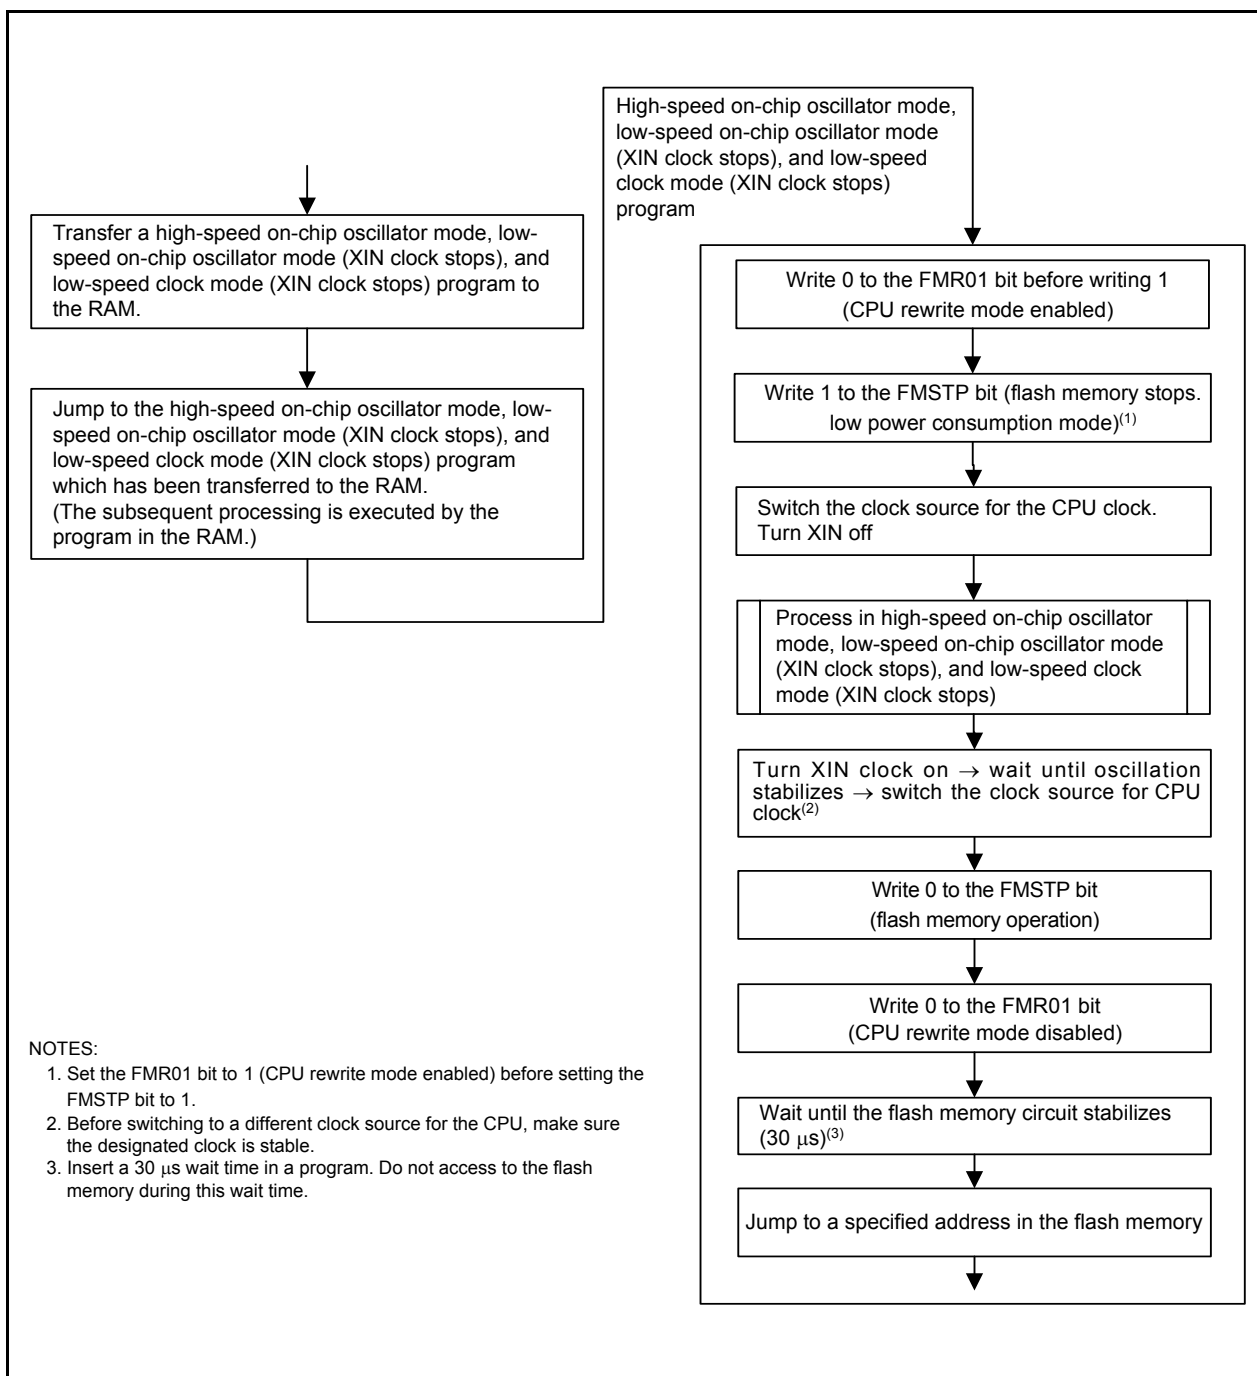 Transfer a high-speed on-chip oscillator mode, low-
speed on-chip oscillator mode (XIN clock stops), and
low-speed clock mode (XIN clock stops) program to
the RAM.
Jump to the high-speed on-chip oscillator mode, low-
speed on-chip oscillator mode (XIN clock stops), and
low-speed clock mode (XIN clock stops) program
which has been transferred to the RAM.
(The subsequent processing is executed by the
program in the RAM.)
High-speed on-chip oscillator mode,
low-speed on-chip oscillator mode
(XIN clock stops), and low-speed
clock mode (XIN clock stops)
program
Write 0 to the FMR01 bit before writing 1
(CPU rewrite mode enabled)
Write 1 to the FMSTP bit (flash memory stops.
low power consumption mode)(1)
Switch the clock source for the CPU clock.
Turn XIN off
Process in high-speed on-chip oscillator
mode, low-speed on-chip oscillator mode
(XIN clock stops), and low-speed clock
mode (XIN clock stops)
Turn XIN clock on → wait until oscillation
stabilizes → switch the clock source for CPU
clock(2)
Write 0 to the FMSTP bit
(flash memory operation)
Write 0 to the FMR01 bit
(CPU rewrite mode disabled)
Wait until the flash memory circuit stabilizes
(30 μs)(3)
Jump to a specified address in the flash memory
NOTES:
1. Set the FMR01 bit to 1 (CPU rewrite mode enabled) before setting the
FMSTP bit to 1.
2. Before switching to a different clock source for the CPU, make sure
the designated clock is stable.
3. Insert a 30 μs wait time in a program. Do not access to the flash
memory during this wait time.